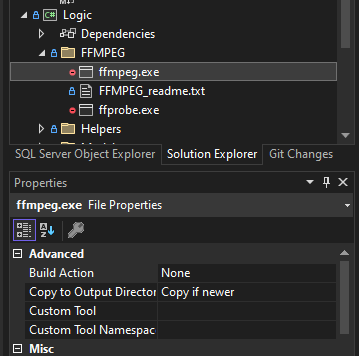 Logic
Dependencies
FFMPEG
ffmpeg.exe
FFMPEG_readme.txt
ffprobe.exe
Helpers
SQL Server Object Explorer Solution Explorer Git Changes
Properties
ffmpeg.exe File Properties
Advanced
Build Action None
Copy to Output Director Copy if newer
Custom Tool
Custom Tool Namespac
Misc